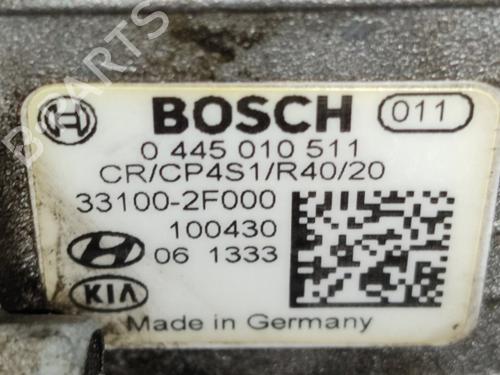 BOSCH 011
0 445 010 511
CR/CP4S1/R40/20
33100-2F000
100430
06 1333
KIA
Made in Germany
PARTS